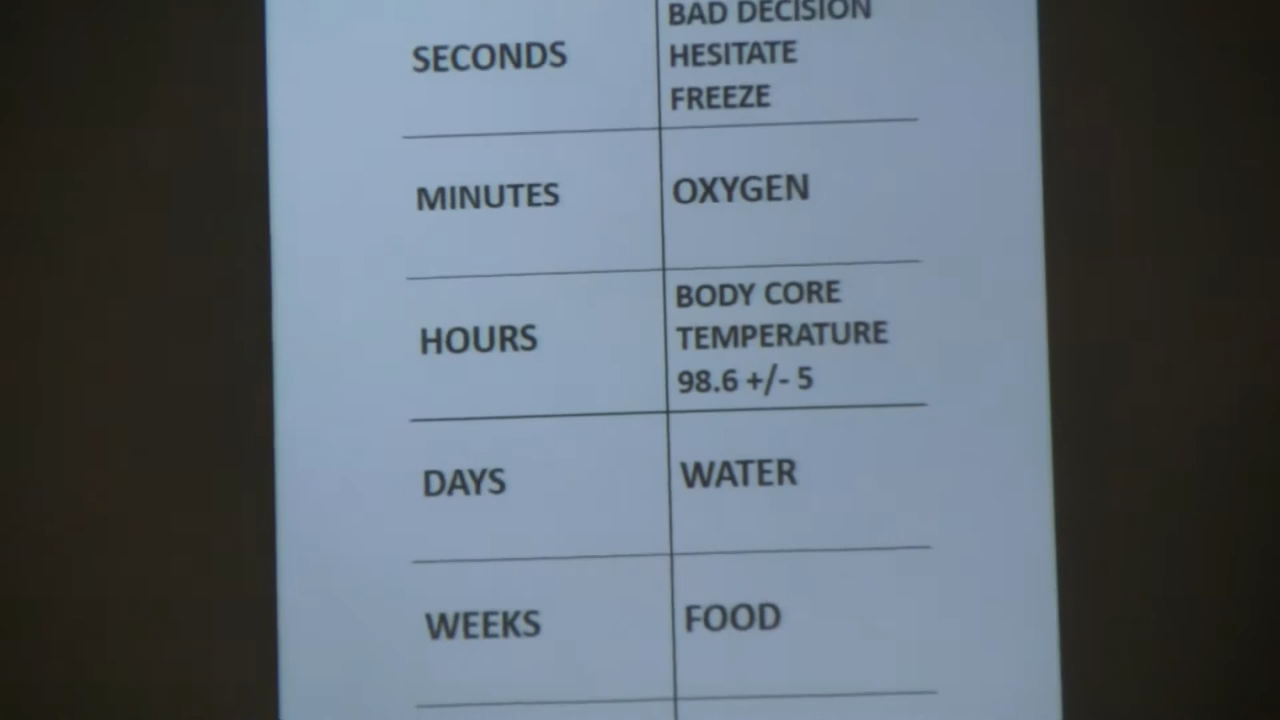 BAD DECISION
SECONDS
HESITATE
FREEZE
MINUTES
OXYGEN
BODY CORE
HOURS
TEMPERATURE
98.6 +/- 5
DAYS
WATER
WEEKS
FOOD